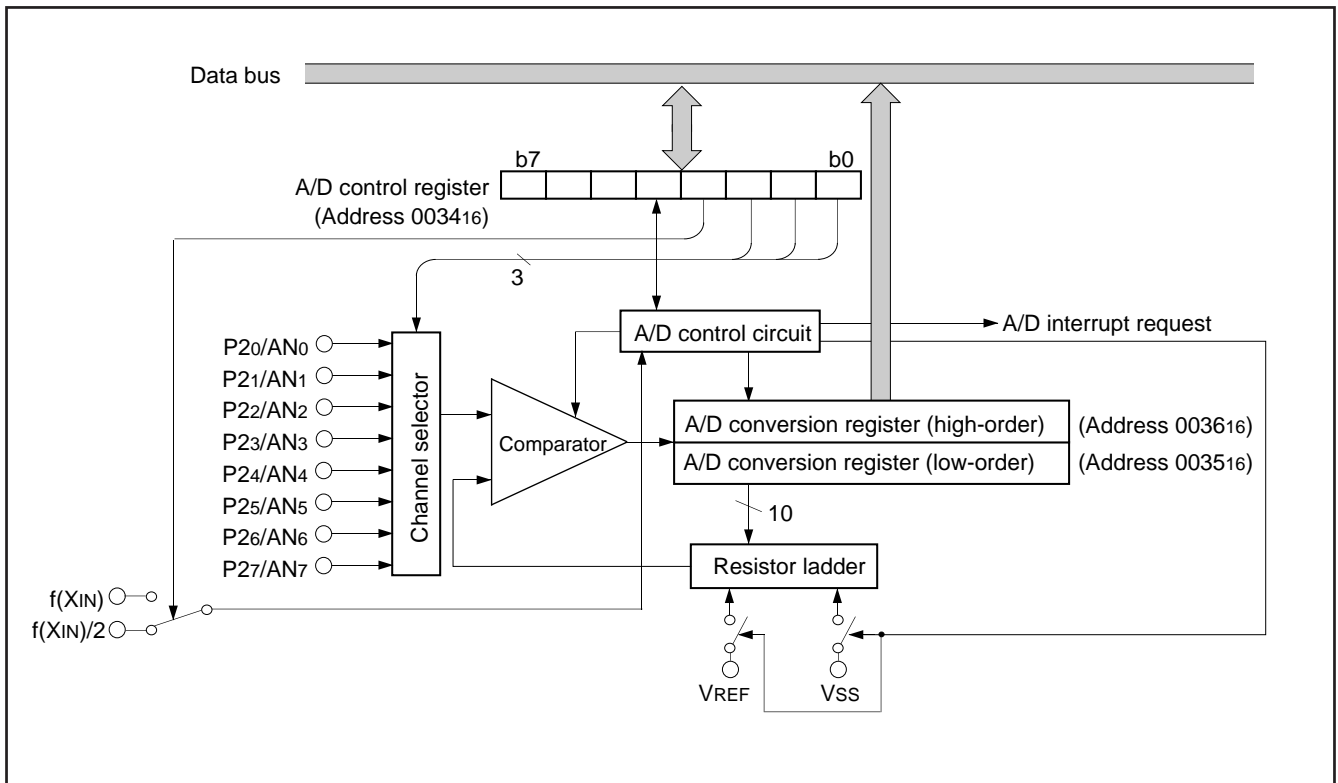 Data bus
b7 b0
A/D control register
(Address 003416)
3
A/D control circuit
A/D interrupt request
P20/AN0
P21/AN1
P22/AN2
P23/AN3
P24/AN4
P25/AN5
P26/AN6
P27/AN7
Channel selector
Comparator
A/D conversion register (high-order) (Address 003616)
A/D conversion register (low-order) (Address 003516)
10
Resistor ladder
f(XIN)
f(XIN)/2
VREF VSS